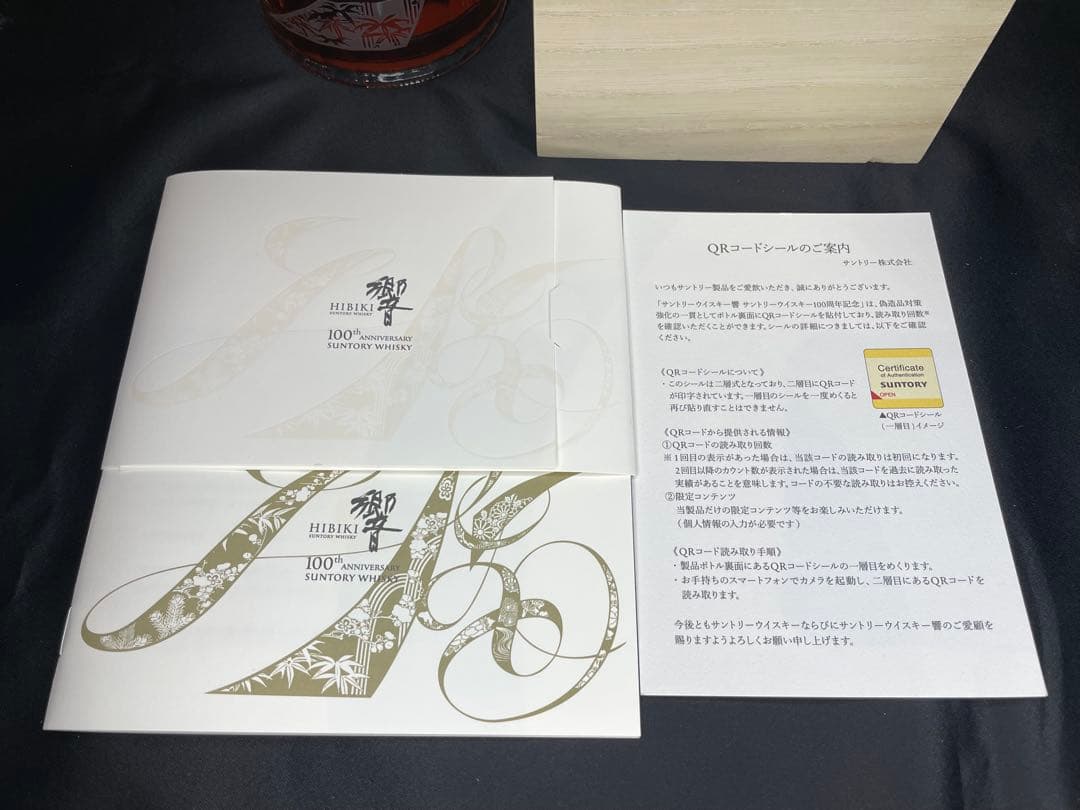 響
HIBIKI
SUNTORY WHISKY
100th ANNIVERSARY
SUNTORY WHISKY
響
HIBIKI
SUNTORY WHISKY
100th ANNIVERSARY
SUNTORY WHISKY
QRコードシールのご案内
サントリー株式会社
いつもサントリー製品をご愛飲いただき、誠にありがとうございます。
「サントリーウイスキー響 サントリーウイスキー100周年記念」は、偽造品対策
強化の一貫としてボトル裏面にQRコードシールを貼付しており、読み取り回数※
を確認いただくことができます。シールの詳細につきましては、以下をご確認
ください。
《QRコードシールについて》
・このシールは二層式となっており、二層目にQRコード
が印字されています。一層目のシールを一度めくると
再び貼り直すことはできません。
Certificate
of Authentication
SUNTORY
OPEN
▲QRコードシール
(一層目)イメージ
《QRコードから提供される情報》
①QRコードの読み取り回数
※1回目の表示があった場合は、当該コードの読み取りは初回になります。
2回目以降のカウント数が表示された場合は、当該コードを過去に読み取った
実績があることを意味します。コードの不要な読み取りはお控えください。
②限定コンテンツ
当製品だけの限定コンテンツ等をお楽しみいただけます。
(個人情報の入力が必要です)
《QRコード読み取り手順》
・製品ボトル裏面にあるQRコードシールの一層目をめくります。
・お手持ちのスマートフォンでカメラを起動し、二層目にあるQRコードを
読み取ります。
今後ともサントリーウイスキーならびにサントリーウイスキー響のご愛顧を
賜りますようよろしくお願い申し上げます。